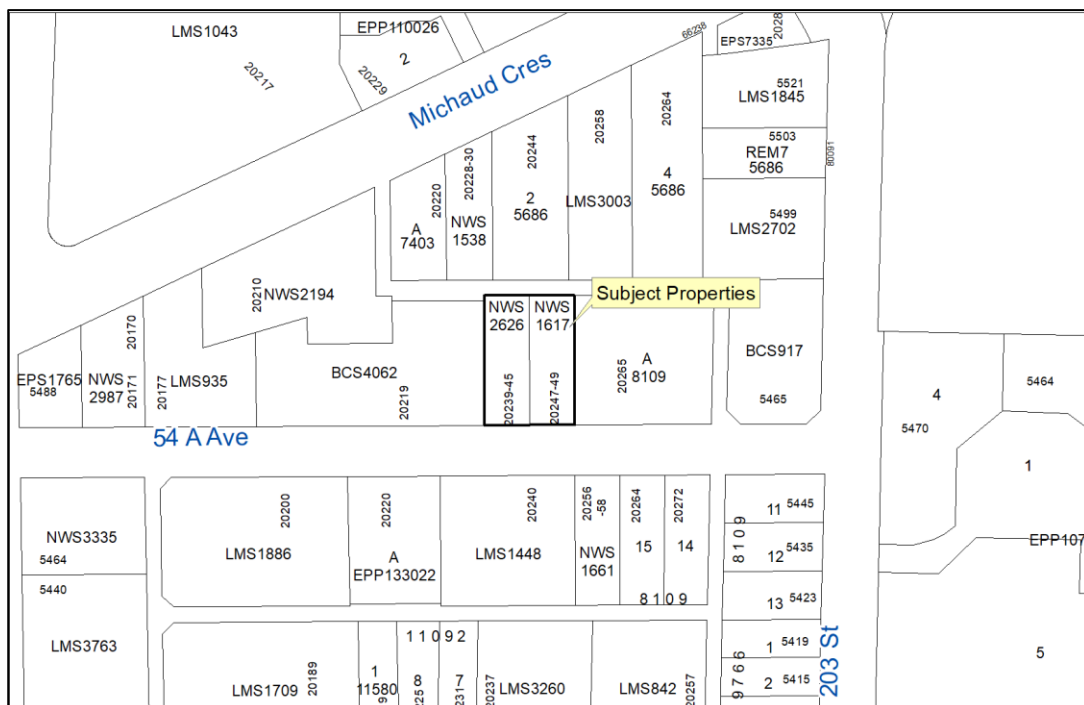 LMS1043
20217
EPP110026
2
20229
Michaud Cres
66238
EPS7335
2028
5521
LMS1845
5503
REM7
5686
80091
5499
LMS2702
20264
4
5686
20258
LMS3003
20244
2
5686
20228-30
NWS
1538
20220
A
7403
20210
NWS2194
Subject Properties
NWS
2626
20239-45
NWS
1617
20247-49
20265
A
8109
BCS917
5465
BCS4062
20219
LMS935
20177
20170
NWS
2987
20171
EPS1765
5488
54 A Ave
4
5470
5464
1
EPP107
5
NWS3335
5464
5440
LMS3763
20200
LMS1886
20220
A
EPP133022
20240
LMS1448
20256
-58
NWS
1661
20264
15
20272
14
8109
8109
11 5445
12 5435
13 5423
1 5419
2 5415
9766
203 St
LMS1709
20189
1
11580
11092
8
7
20237
LMS3260
LMS842
20257